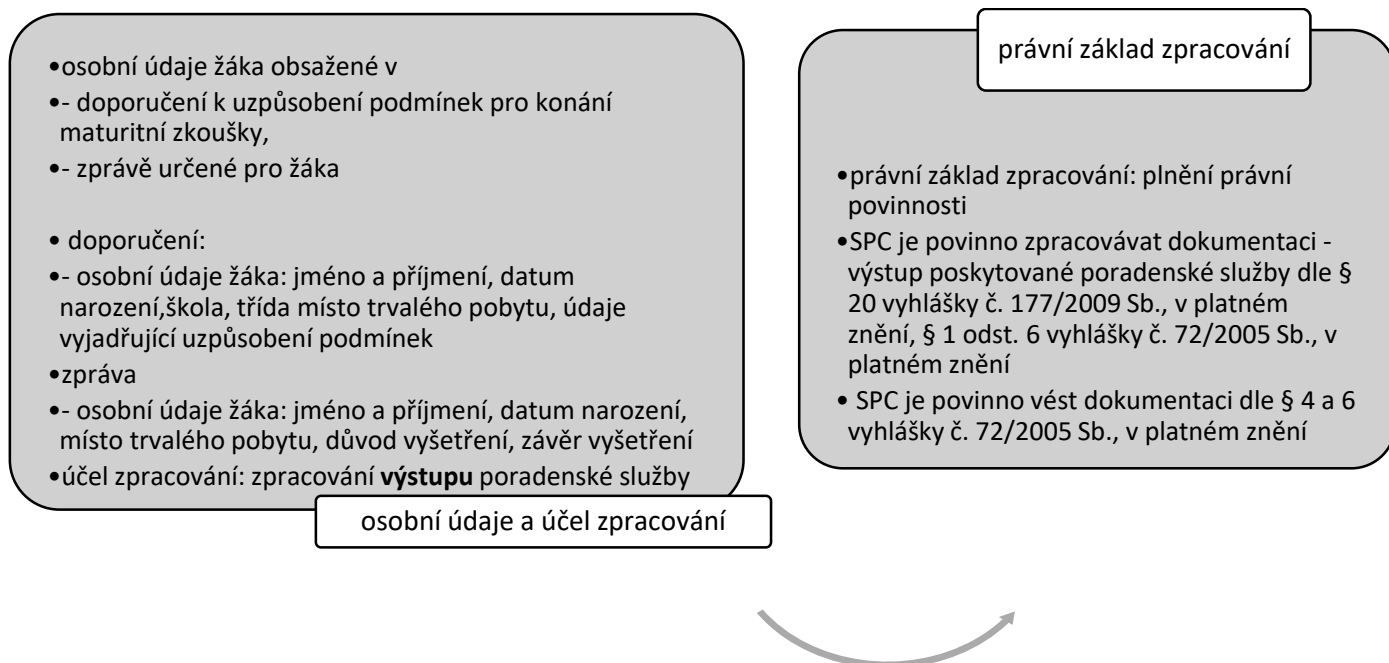 •osobní údaje žáka obsažené v
•- doporučení k uzpůsobení podmínek pro konání
maturitní zkoušky,
•- zprávě určené pro žáka
• doporučení:
•- osobní údaje žáka: jméno a příjmení, datum
narození,škola, třída místo trvalého pobytu, údaje
vyjadřující uzpůsobení podmínek
•zpráva
•- osobní údaje žáka: jméno a příjmení, datum narození,
místo trvalého pobytu, důvod vyšetření, závěr vyšetření
•účel zpracování: zpracování výstupu poradenské služby
osobní údaje a účel zpracování
právní základ zpracování
•právní základ zpracování: plnění právní
povinnosti
•SPC je povinno zpracovávat dokumentaci -
výstup poskytované poradenské služby dle §
20 vyhlášky č. 177/2009 Sb., v platném
znění, § 1 odst. 6 vyhlášky č. 72/2005 Sb., v
platném znění
• SPC je povinno vést dokumentaci dle § 4 a 6
vyhlášky č. 72/2005 Sb., v platném znění